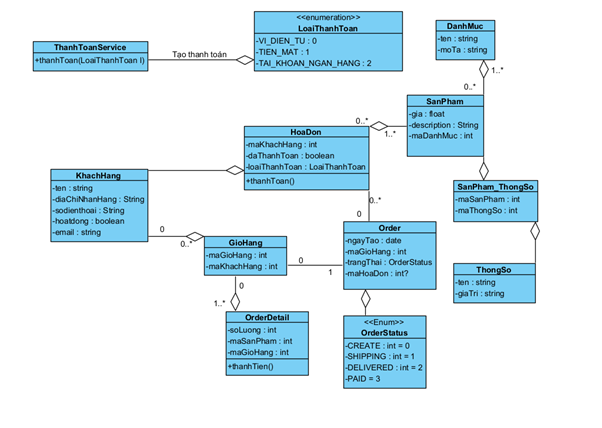 <<enumeration>>
LoaiThanhToan
-VI_DIEN_TU : 0
-TIEN_MAT : 1
-TAI_KHOAN_NGAN_HANG : 2
ThanhToanService
+thanhToan(LoaiThanhToan l)
Tạo thanh toán
DanhMuc
-ten : string
-moTa : string
1..*
0..*
SanPham
-gia : float
-description : String
-maDanhMuc : int
0..*
1..*
HoaDon
-maKhachHang : int
-daThanhToan : boolean
-loaiThanhToan : LoaiThanhToan
+thanhToan()
KhachHang
-ten : string
-diaChiNhanHang : String
-sodienthoai : String
-hoatdong : boolean
-email : string
SanPham_ThongSo
-maSanPham : int
-maThongSo : int
0..*
0
0
0..*
GioHang
-maGioHang : int
-maKhachHang : int
0
1
Order
-ngayTao : date
-maGioHang : int
-trangThai : OrderStatus
-maHoaDon : int?
ThongSo
-ten : string
-giaTri : string
0
1..*
OrderDetail
-soLuong : int
-maSanPham : int
-maGioHang : int
+thanhTien()
<<Enum>>
OrderStatus
-CREATE : int = 0
-SHIPPING : int = 1
-DELIVERED : int = 2
-PAID = 3